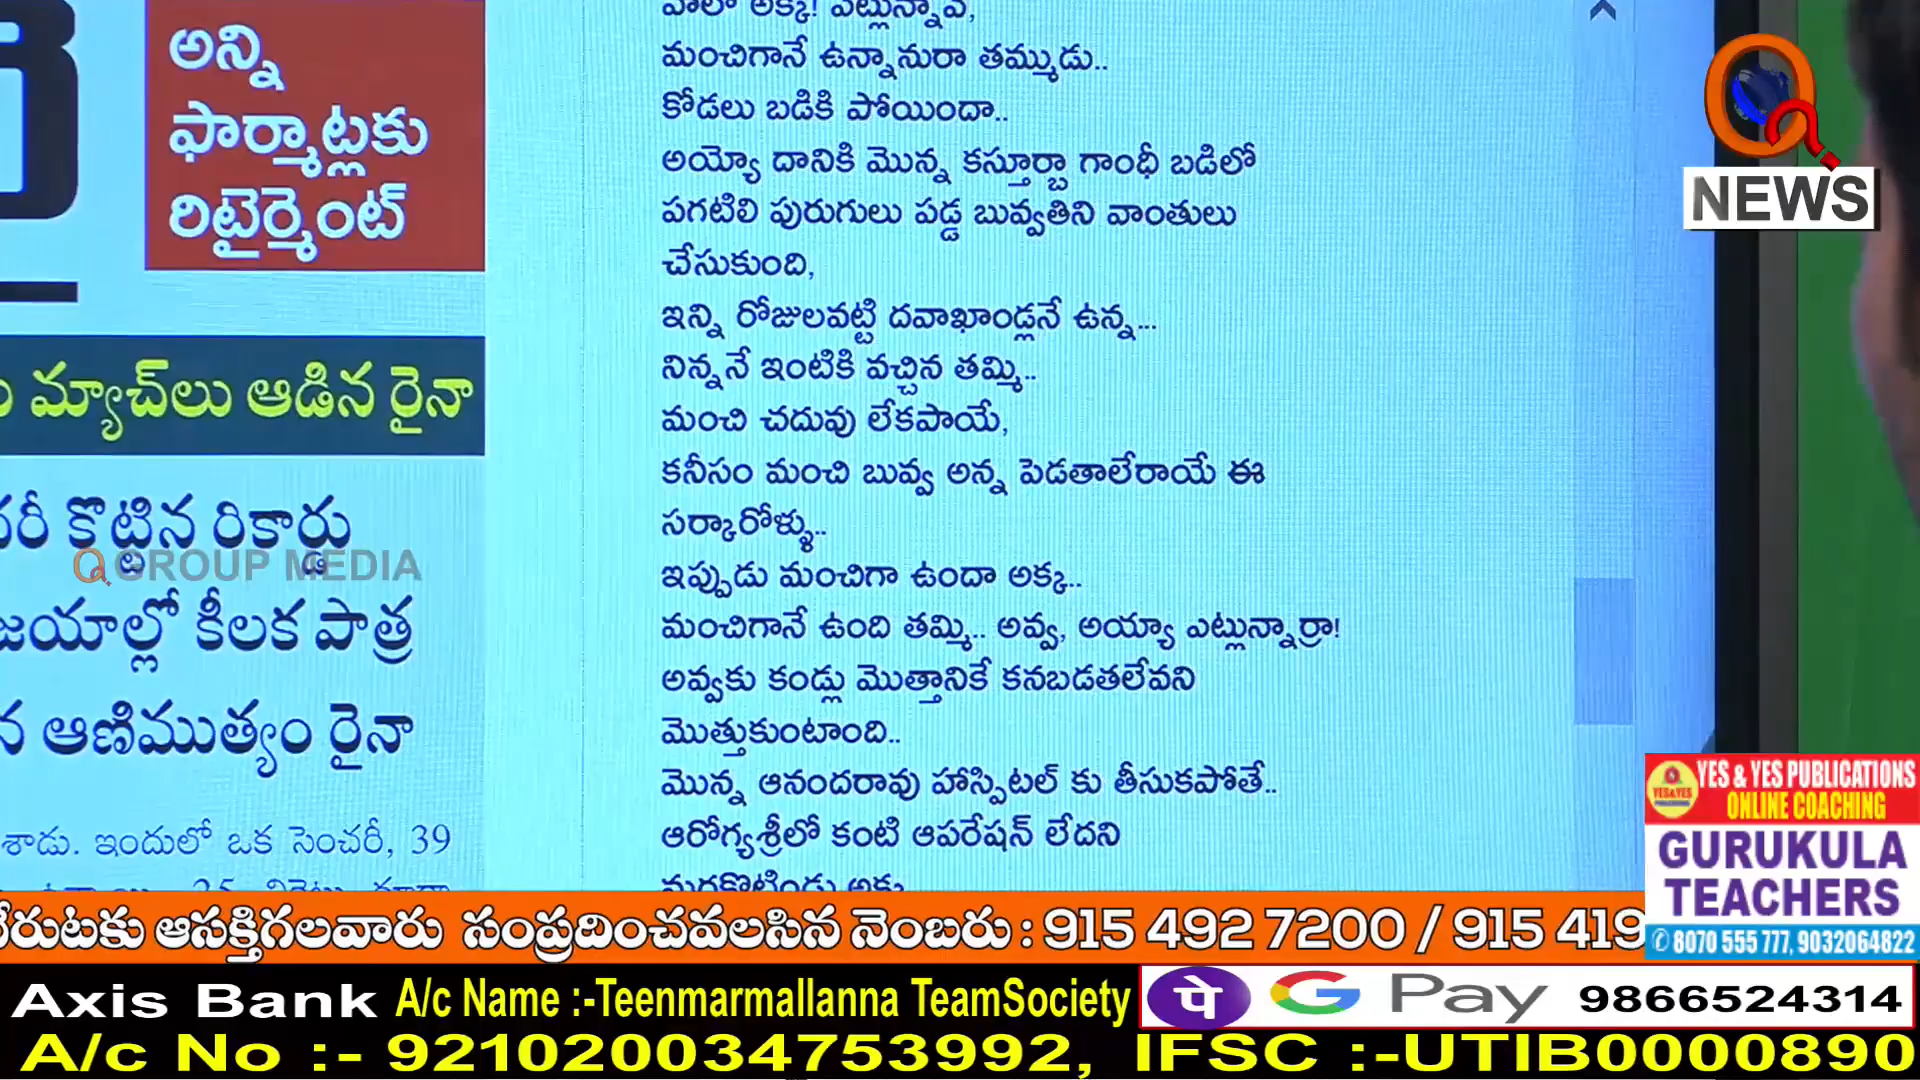 అన్ని
ఫార్మాట్లకు
రిటైర్మెంట్
మ్యాచ్‌లు ఆడిన రైనా
కొట్టిన రికార్డు
కీలక పాత్ర
ఆణిముత్యం రైనా
శాడు. ఇందులో ఒక సెంచరీ, 39
హలో అక్క! ఎట్లున్నావ్,
మంచిగానే ఉన్నానురా తమ్ముడు..
కోడలు బడికి పోయిందా..
అయ్యో దానికి మొన్న కస్తూర్బా గాంధీ బడిలో
పగటిలి పురుగులు పడ్డ బువ్వతిని వాంతులు
చేసుకుంది,
ఇన్ని రోజులవట్టి దవాఖాండ్లనే ఉన్న...
నిన్ననే ఇంటికి వచ్చిన తమ్మి..
మంచి చదువు లేకపాయే,
కనీసం మంచి బువ్వ అన్న పెడతాలేరాయే ఈ
సర్కారోళ్ళు..
ఇప్పుడు మంచిగా ఉందా అక్క..
మంచిగానే ఉంది తమ్మి.. అవ్వ, అయ్యా ఎట్లున్నార్రా!
అవ్వకు కండ్లు మొత్తానికే కనబడతలేవని
మొత్తుకుంటాంది..
మొన్న ఆనందరావు హాస్పిటల్ కు తీసుకపోతే..
ఆరోగ్యశ్రీలో కంటి ఆపరేషన్ లేదని
Q GROUP MEDIA
Q
NEWS
YES & YES PUBLICATIONS
ONLINE COACHING
GURUKULA
TEACHERS
8070 555 777, 9032064822
ఆసక్తిగలవారు సంప్రదించవలసిన నెంబరు : 915 492 7200 / 915 419
Axis Bank A/c Name :-Teenmarmallanna TeamSociety
పే G Pay 9866524314
A/c No :- 921020034753992, IFSC :-UTIB0000890